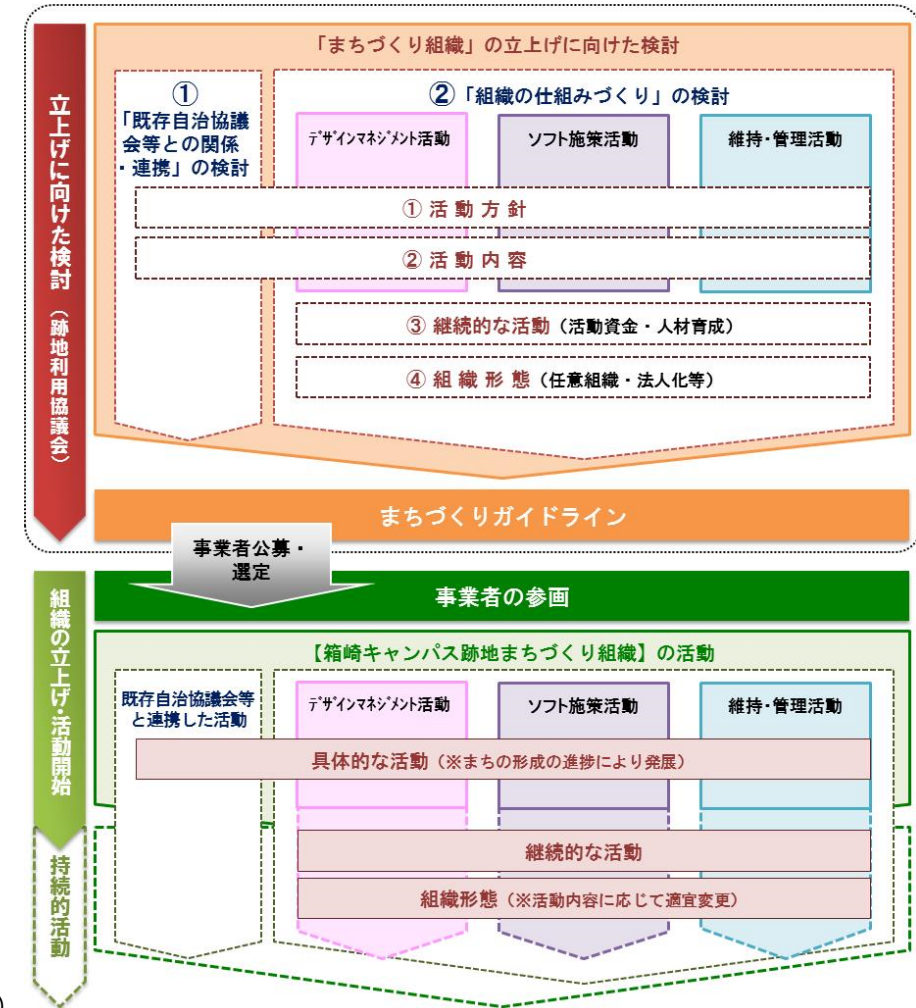 「まちづくり組織」の立上げに向けた検討
立上げに向けた検討（跡地利用協議会）
①
「既存自治協議
会等との関係
・連携」の検討
②「組織の仕組みづくり」の検討
ﾃﾞｻﾞｲﾝﾏﾈｼﾞﾒﾝﾄ活動
ソフト施策活動
維持・管理活動
① 活 動 方 針
② 活 動 内 容
③ 継続的な活動（活動資金・人材育成）
④ 組 織 形 態（任意組織・法人化等）
まちづくりガイドライン
事業者公募・
選定
事業者の参画
組織の立上げ・活動開始
【箱崎キャンパス跡地まちづくり組織】の活動
既存自治協議会等
と連携した活動
ﾃﾞｻﾞｲﾝﾏﾈｼﾞﾒﾝﾄ活動
ソフト施策活動
維持・管理活動
具体的な活動（※まちの形成の進捗により発展）
継続的な活動
組織形態（※活動内容に応じて適宜変更）
持続的活動
)